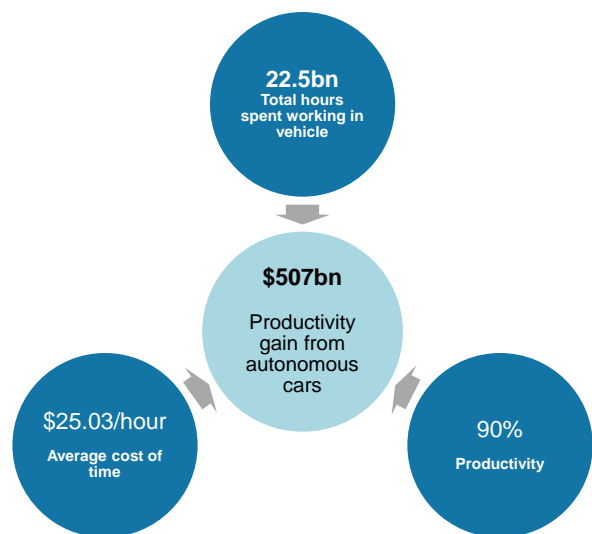 22.5bn
Total hours
spent working in
vehicle
$507bn
Productivity
gain from
autonomous
cars
$25.03/hour
Average cost of
time
90%
Productivity